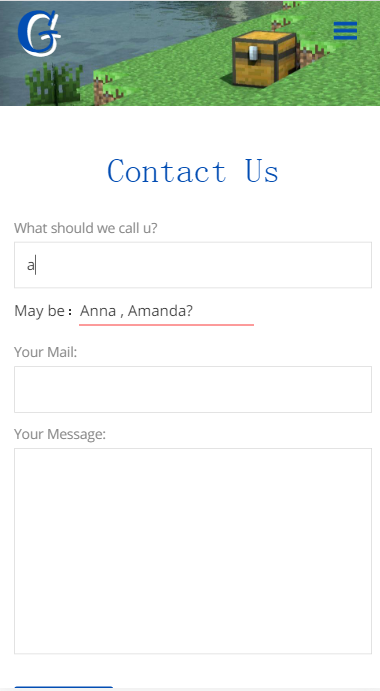 G
Contact Us
What should we call u?
a
May be： Anna , Amanda?
Your Mail:
Your Message: